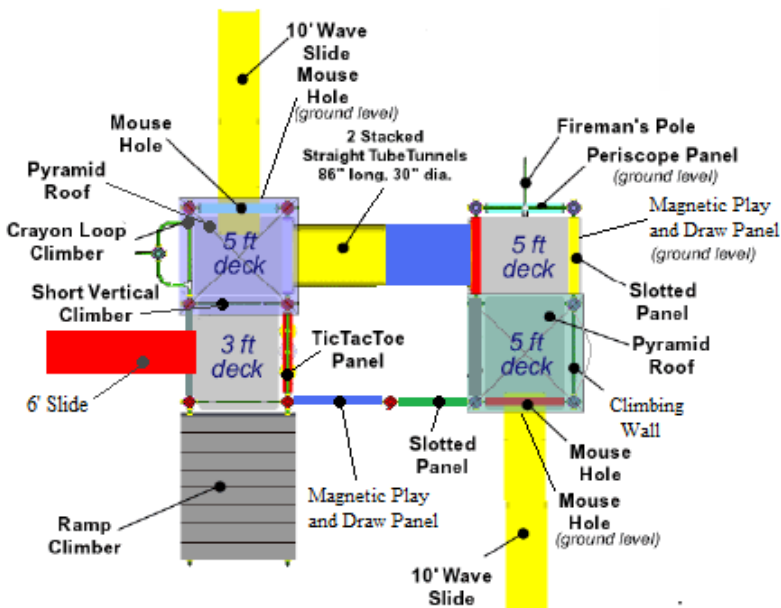 10' Wave
Slide
Mouse
Hole
(ground level)
Mouse
Hole
2 Stacked
Straight TubeTunnels
86" long. 30" dia.
Fireman's Pole
Periscope Panel
(ground level)
Pyramid
Roof
Magnetic Play
and Draw Panel
(ground level)
Crayon Loop
Climber
5 ft
deck
5 ft
deck
Slotted
Panel
Short Vertical
Climber
3 ft
deck
TicTacToe
Panel
5 ft
deck
Pyramid
Roof
6' Slide
Climbing
Wall
Slotted
Panel
Mouse
Hole
Magnetic Play
and Draw Panel
Mouse
Hole
(ground level)
Ramp
Climber
10' Wave
Slide